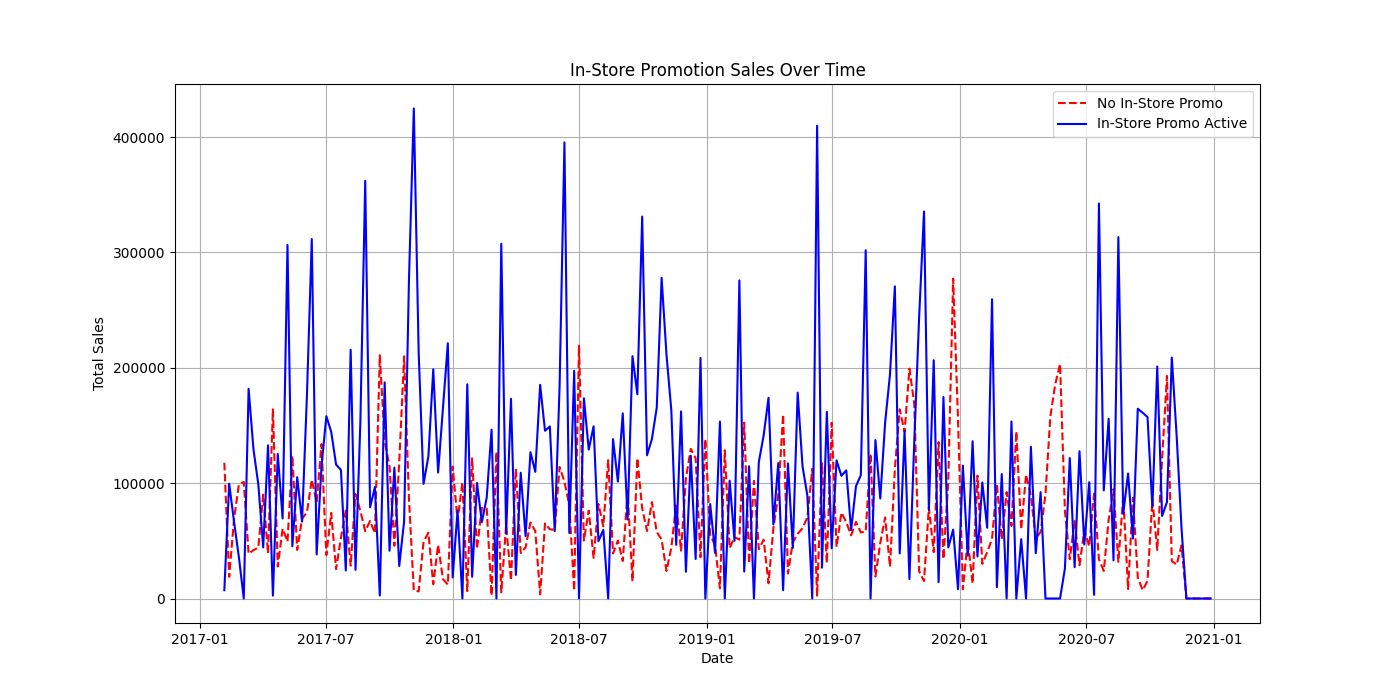 In-Store Promotion Sales Over Time
No In-Store Promo
In-Store Promo Active
Total Sales
400000
300000
200000
100000
0
2017-01 2017-07 2018-01 2018-07 2019-01 2019-07 2020-01 2020-07 2021-01
Date